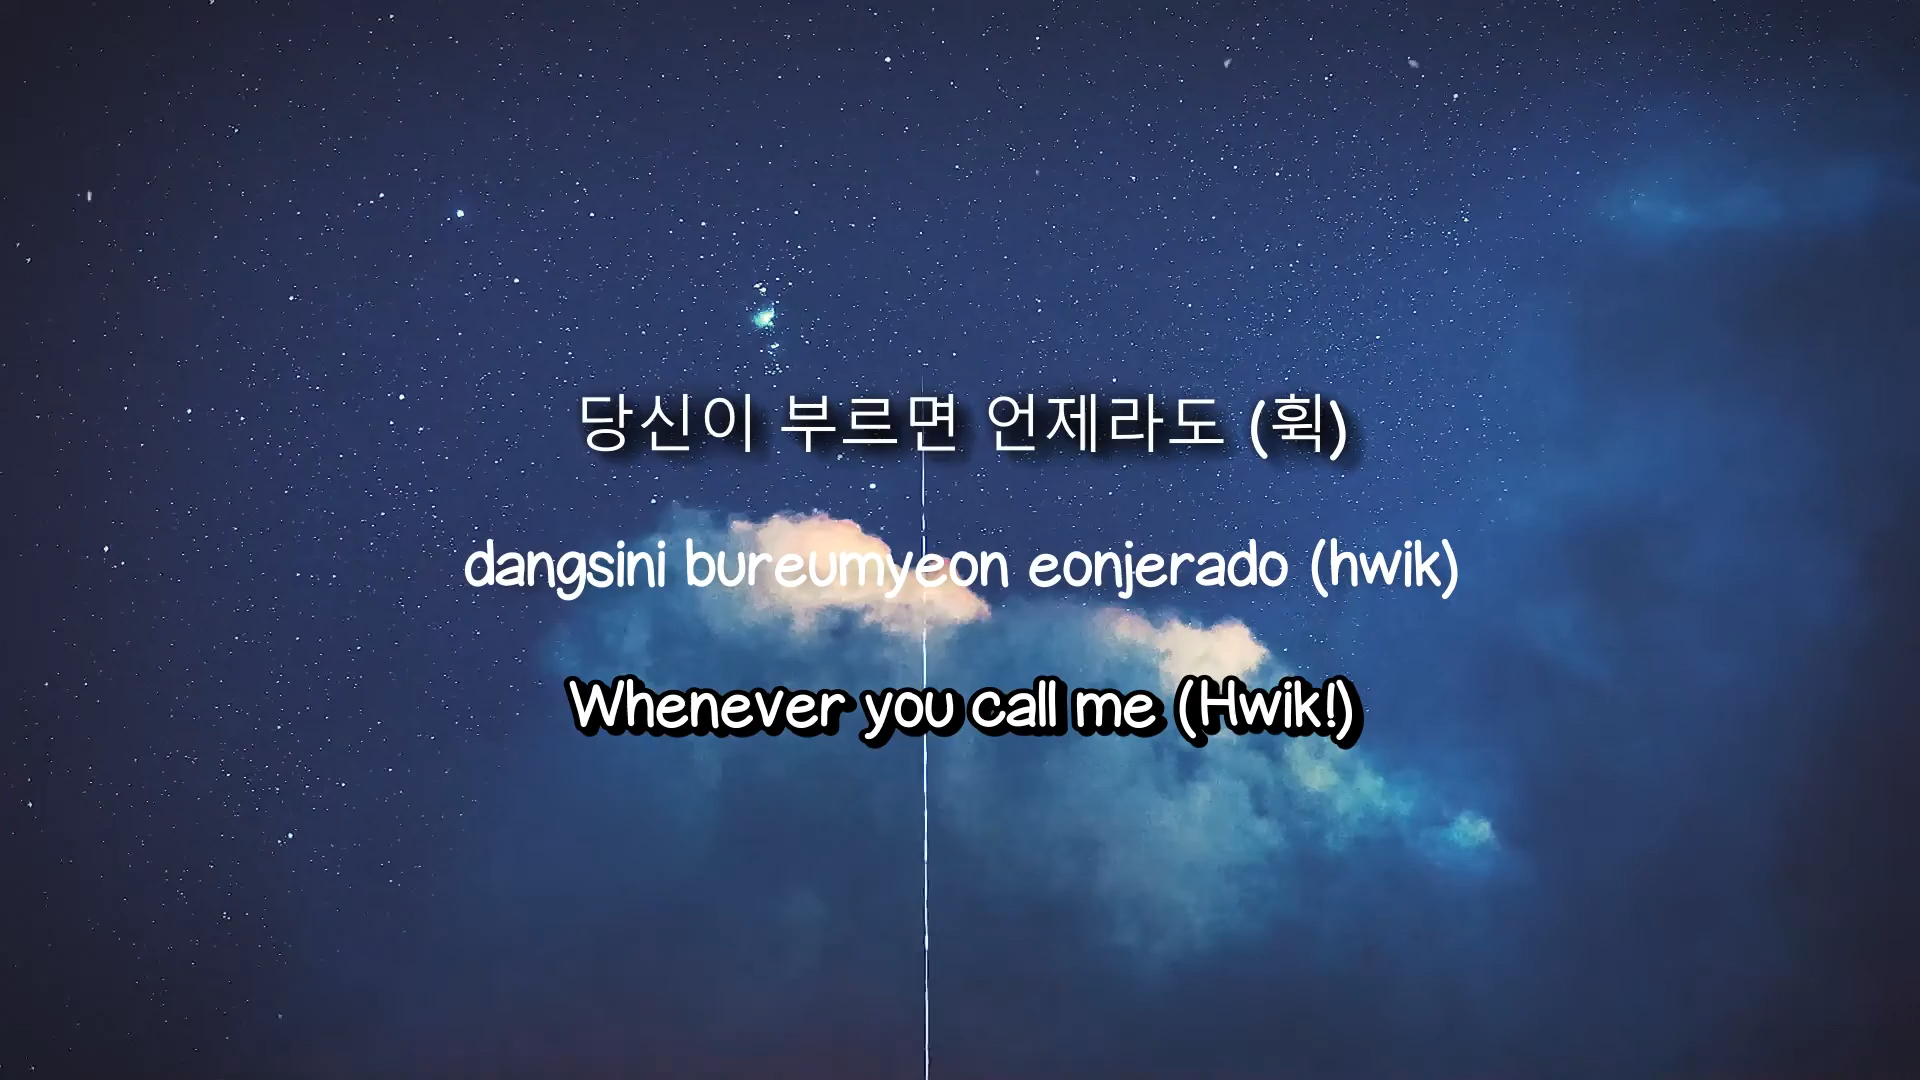 당신이 부르면 언제라도 (휙)
dangsini bureumyeon eonjerado (hwik)
Whenever you call me (Hwik!)